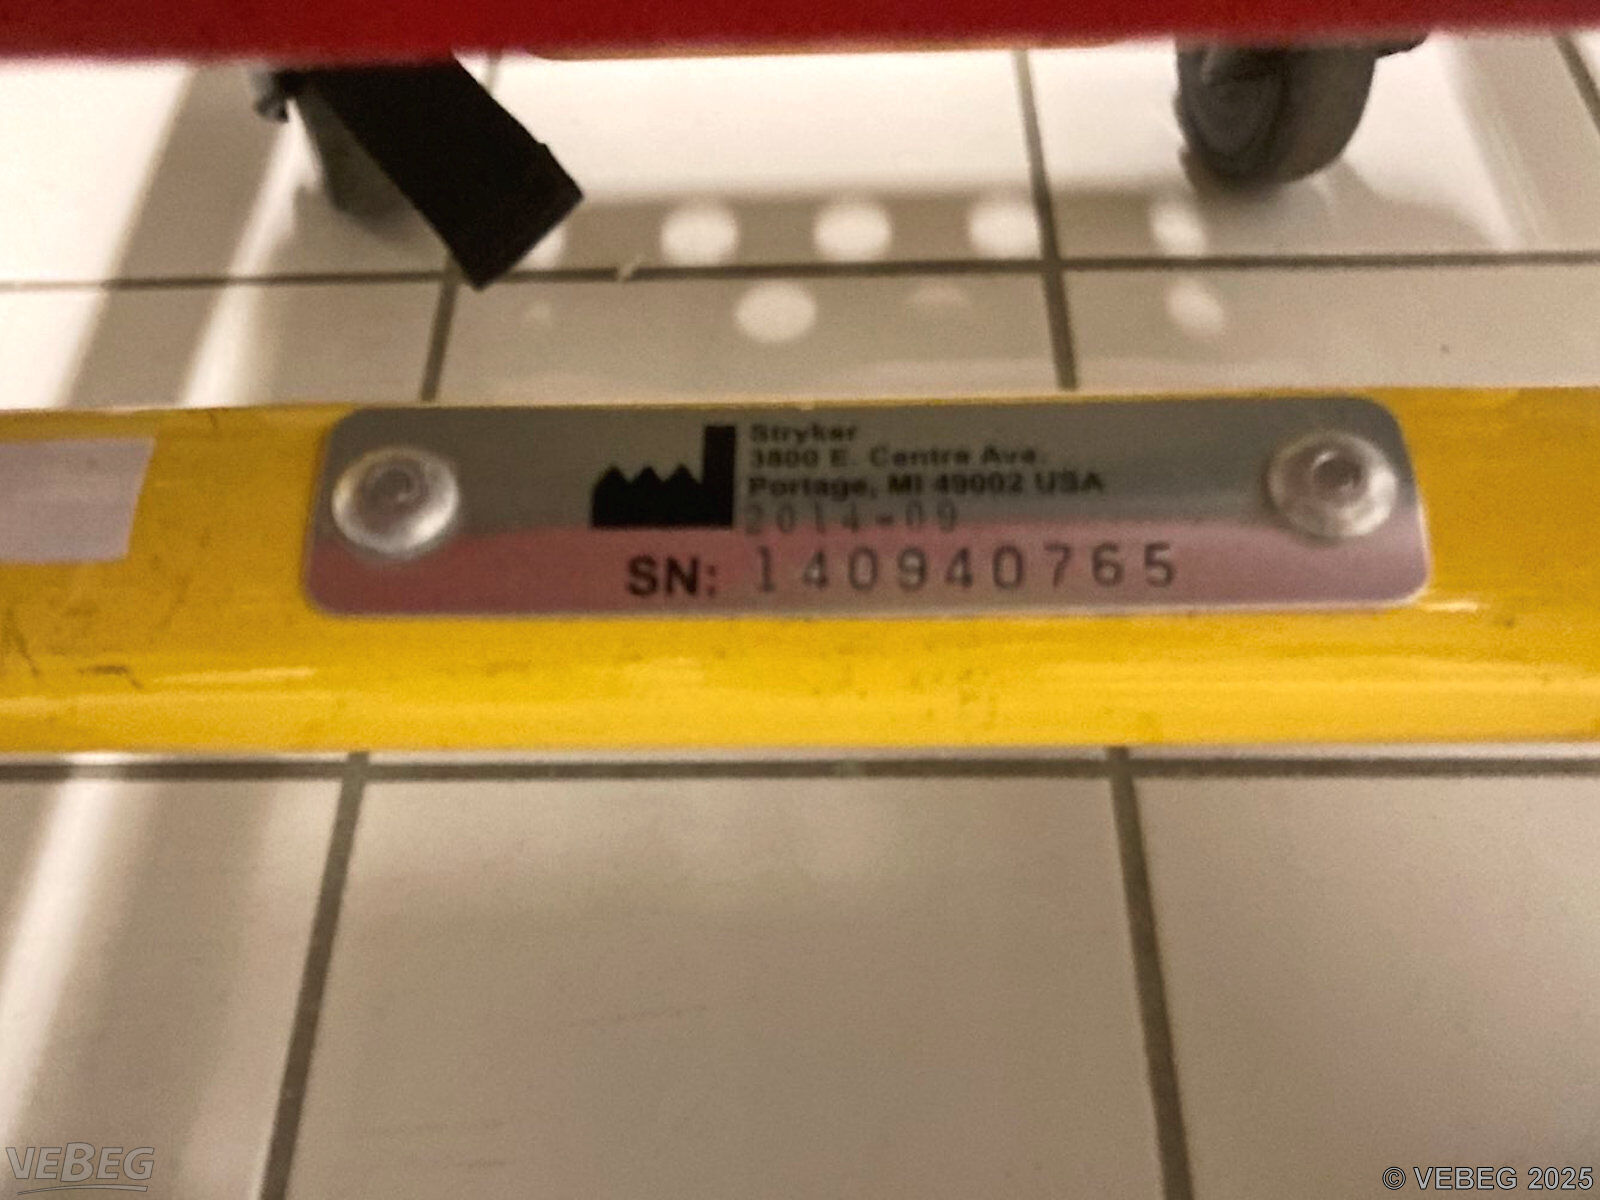 Stryker
3800 E. Centre Ave.
Portage, MI 49002 USA
2014-09
SN: 140940765
VEBEG
© VEBEG 2025